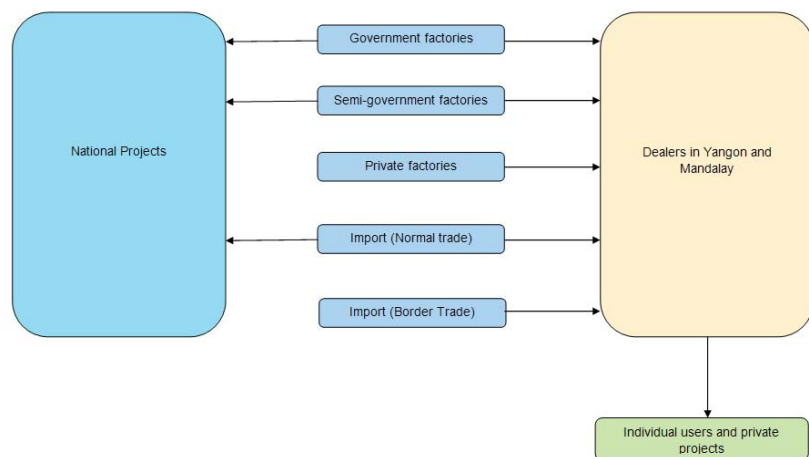 Government factories
Semi-government factories
National Projects
Dealers in Yangon and
Mandalay
Private factories
Import (Normal trade)
Import (Border Trade)
Individual users and private
projects